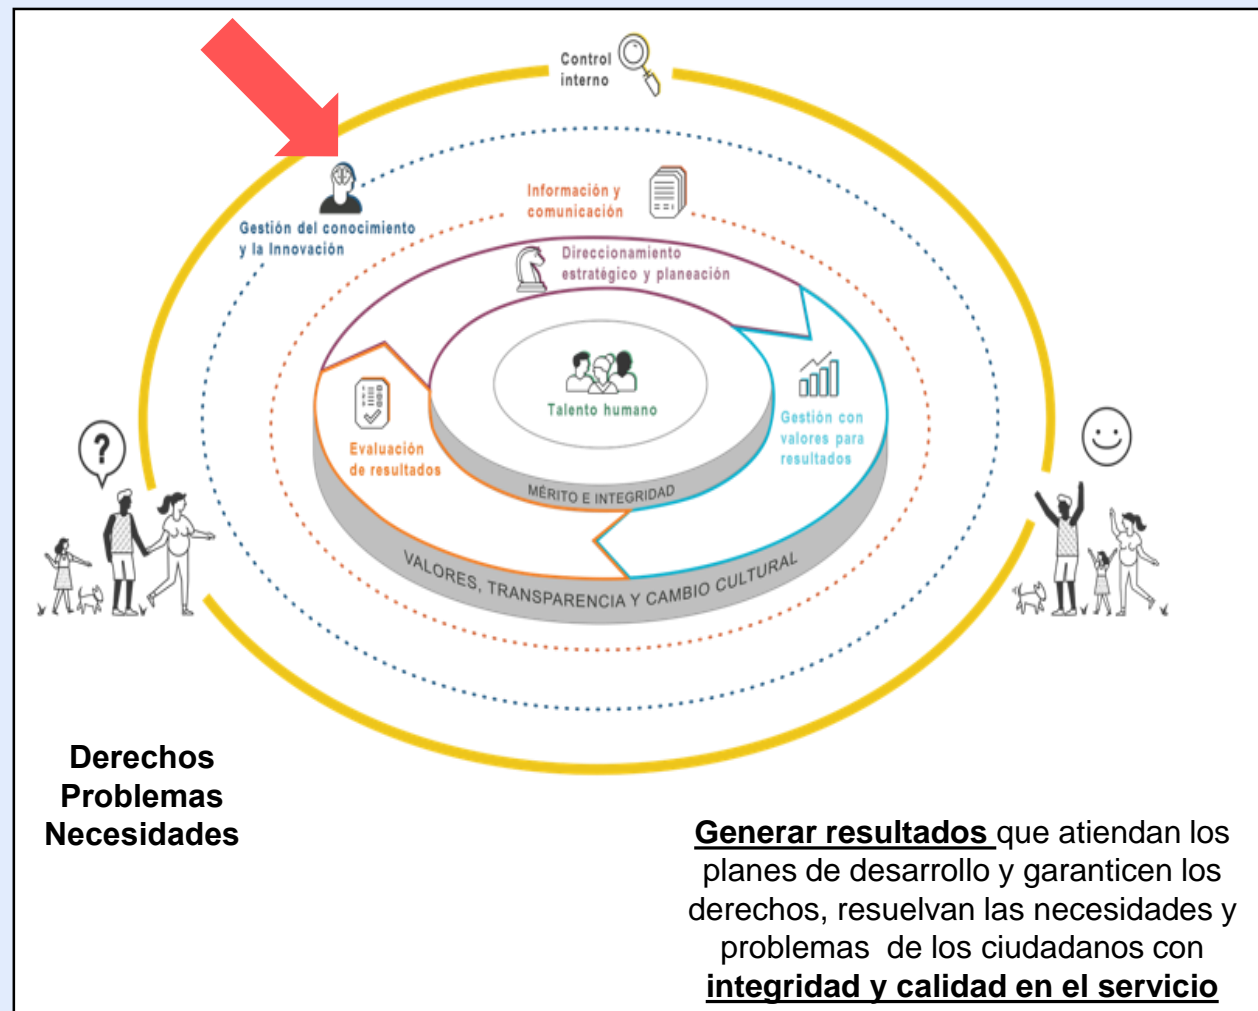 Control
interno
Información y
comunicación
Gestión del conocimiento
y la Innovación
Direccionamiento
estratégico y planeación
Talento humano
Gestión con
valores para
resultados
Evaluación
de resultados
MÉRITO E INTEGRIDAD
VALORES, TRANSPARENCIA Y CAMBIO CULTURAL
?
Derechos
Problemas
Necesidades
Generar resultados que atiendan los
planes de desarrollo y garanticen los
derechos, resuelvan las necesidades y
problemas de los ciudadanos con
integridad y calidad en el servicio